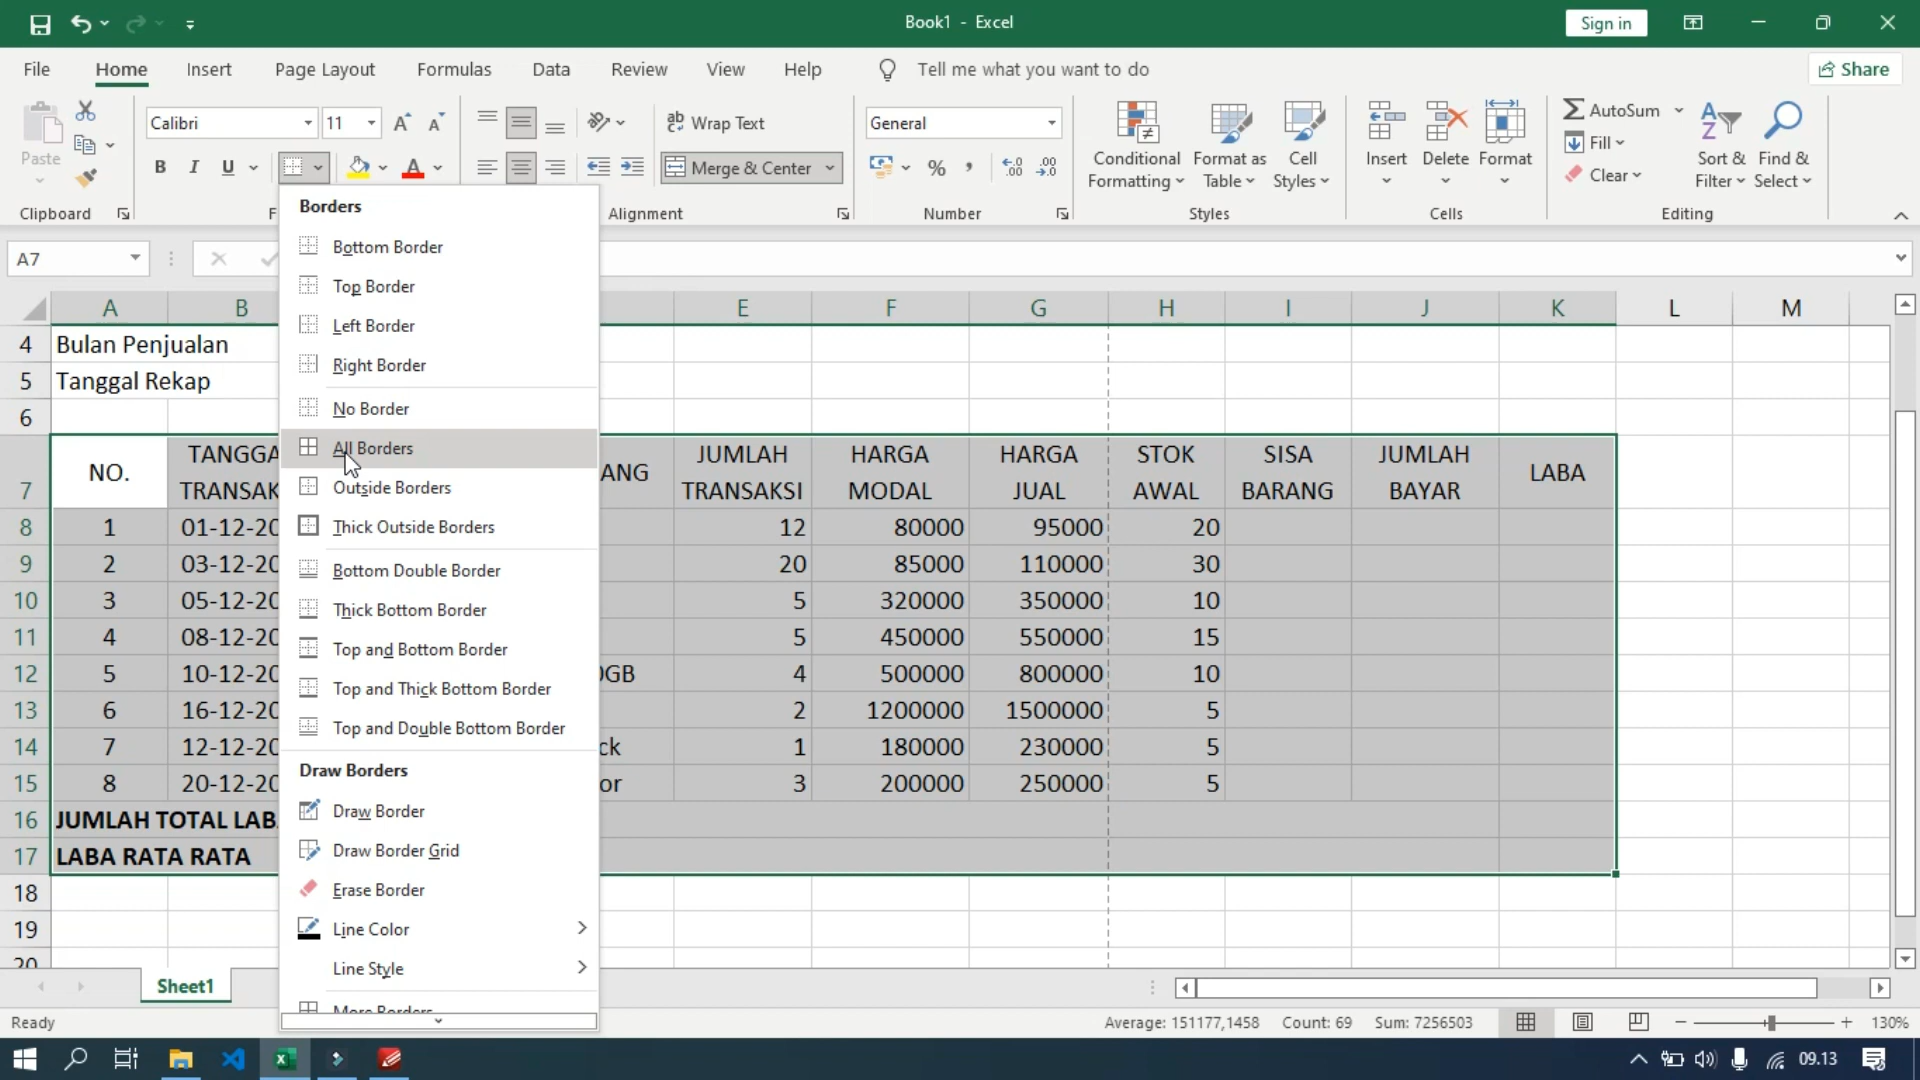 Book1 - Excel
Sign in
File Home Insert Page Layout Formulas Data Review View Help Tell me what you want to do Share
Calibri 11 Wrap Text General AutoSum
Paste B I U Merge & Center % Conditional Formatting Format as Table Cell Styles Insert Delete Format Fill Clear Sort & Filter Find & Select
Clipboard F Alignment Number Styles Cells Editing
A7
Borders
Bottom Border
Top Border
Left Border
Right Border
No Border
All Borders
Outside Borders
Thick Outside Borders
Bottom Double Border
Thick Bottom Border
Top and Bottom Border
Top and Thick Bottom Border
Top and Double Bottom Border
Draw Borders
Draw Border
Draw Border Grid
Erase Border
Line Color
Line Style
More Borders
A B E F G H I J K L M
4 Bulan Penjualan
5 Tanggal Rekap
6
7 NO. TANGGA TRANSAK ANG JUMLAH TRANSAKSI HARGA MODAL HARGA JUAL STOK AWAL SISA BARANG JUMLAH BAYAR LABA
8 1 01-12-20 12 80000 95000 20
9 2 03-12-20 20 85000 110000 30
10 3 05-12-20 5 320000 350000 10
11 4 08-12-20 5 450000 550000 15
12 5 10-12-20 0GB 4 500000 800000 10
13 6 16-12-20 2 1200000 1500000 5
14 7 12-12-20 ck 1 180000 230000 5
15 8 20-12-20 or 3 200000 250000 5
16 JUMLAH TOTAL LAB
17 LABA RATA RATA
18
19
20
Sheet1
Ready Average: 151177,1458 Count: 69 Sum: 7256503 130%
09.13